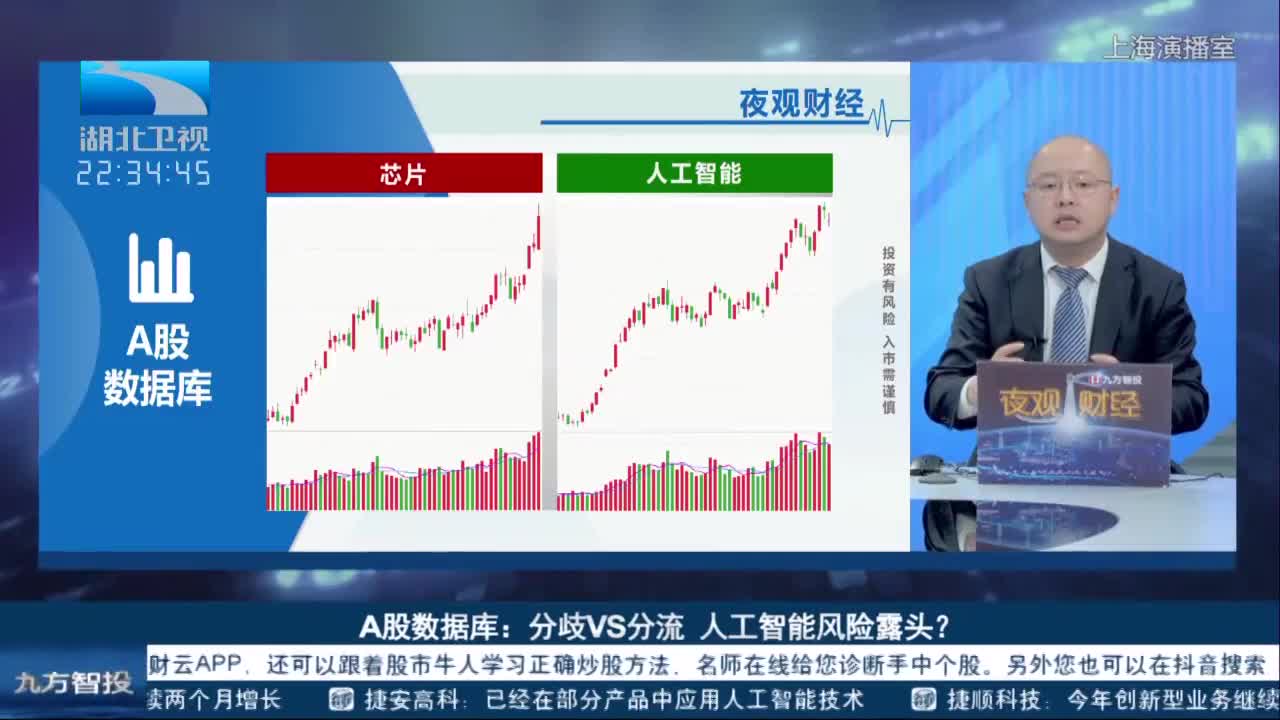 上海演播室
夜观财经
湖北卫视
22:34:45
芯片
人工智能
A股
数据库
投资有风险 入市需谨慎
九方智投
夜观财经
A股数据库：分歧VS分流 人工智能风险露头？
财云APP，还可以跟着股市牛人学习正确炒股方法，名师在线给您诊断手中个股。另外您也可以在抖音搜索
九方智投
续两个月增长 捷安高科：已经在部分产品中应用人工智能技术 捷顺科技：今年创新型业务继续